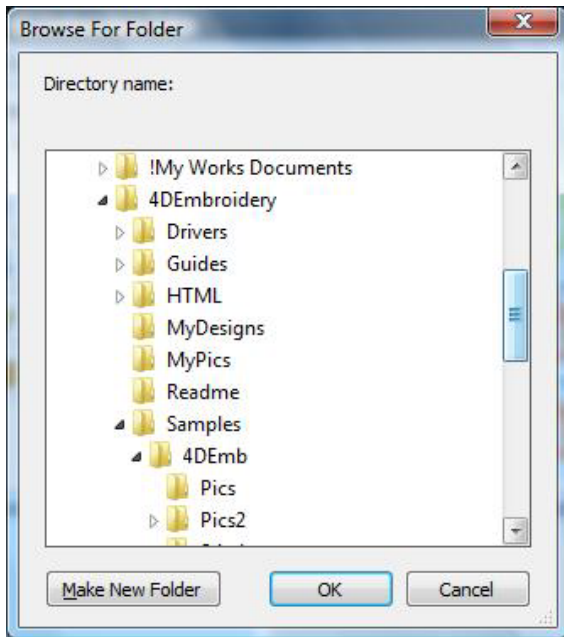 Browse For Folder
Directory name:
!My Works Documents
4DEmbroidery
Drivers
Guides
HTML
MyDesigns
MyPics
Readme
Samples
4DEmb
Pics
Pics2
Make New Folder
OK
Cancel